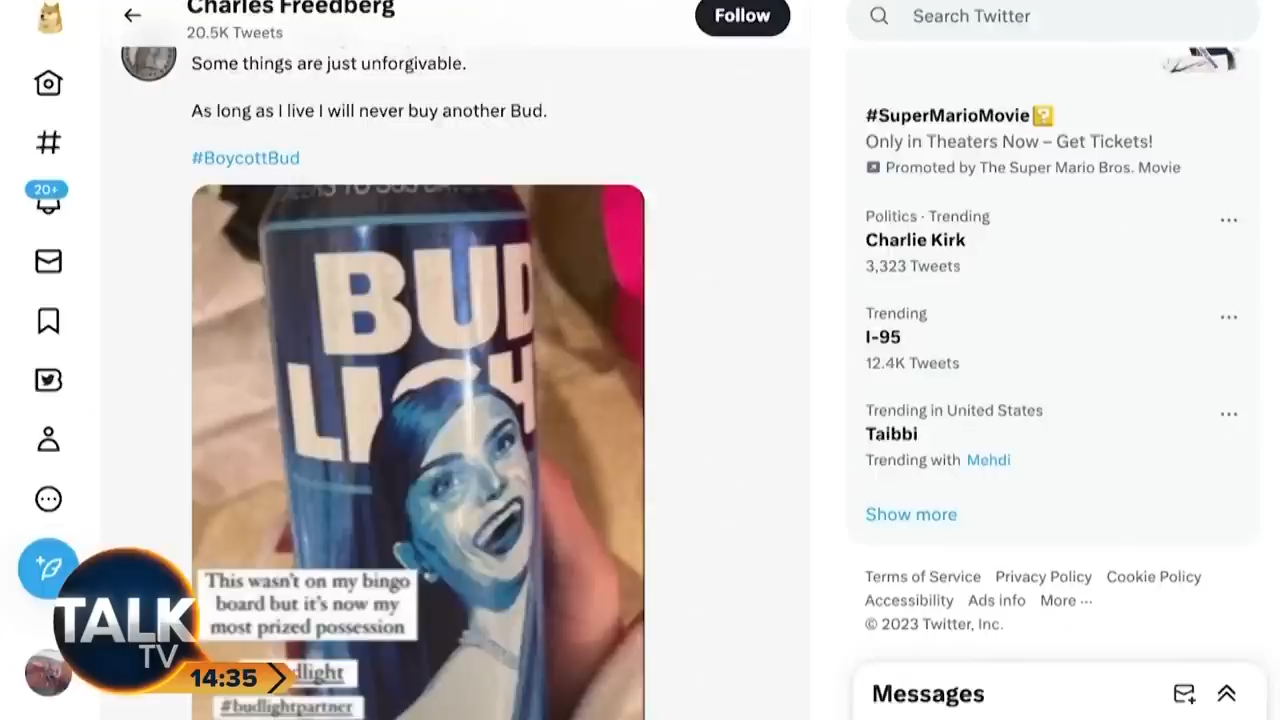 Charles Freedberg
20.5K Tweets
Follow
Search Twitter
Some things are just unforgivable.
As long as I live I will never buy another Bud.
#BoycottBud
BUD
LIGH
This wasn't on my bingo
board but it's now my
most prized possession
dlight
#budlightpartner
20+
TALK
TV
14:35
#SuperMarioMovie
Only in Theaters Now – Get Tickets!
Promoted by The Super Mario Bros. Movie
Politics · Trending
Charlie Kirk
3,323 Tweets
Trending
I-95
12.4K Tweets
Trending in United States
Taibbi
Trending with Mehdi
Show more
Terms of Service Privacy Policy Cookie Policy
Accessibility Ads info More ···
© 2023 Twitter, Inc.
Messages